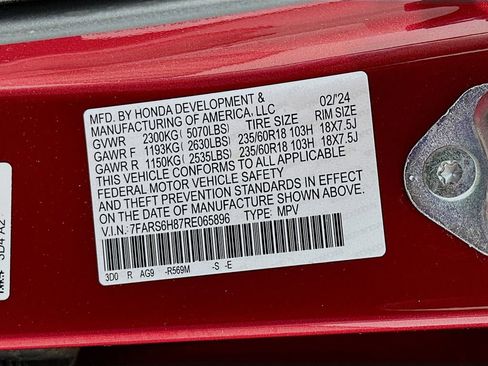 MFD. BY HONDA DEVELOPMENT & 02/'24
MANUFACTURING OF AMERICA, LLC
GVWR 2300KG( 5070LBS) TIRE SIZE RIM SIZE
GAWR F 1193KG( 2630LBS) 235/60R18 103H 18X7.5J
GAWR R 1150KG( 2535LBS) 235/60R18 103H 18X7.5J
THIS VEHICLE CONFORMS TO ALL APPLICABLE
FEDERAL MOTOR VEHICLE SAFETY
AND THEFT PREVENTION STANDARDS IN EFFECT
ON THE DATE OF MANUFACTURE SHOWN ABOVE.
V.I.N.: 7FARS6H87RE065896 TYPE: MPV
3D0 R AG9 -R569M -S -E
3D4 A2